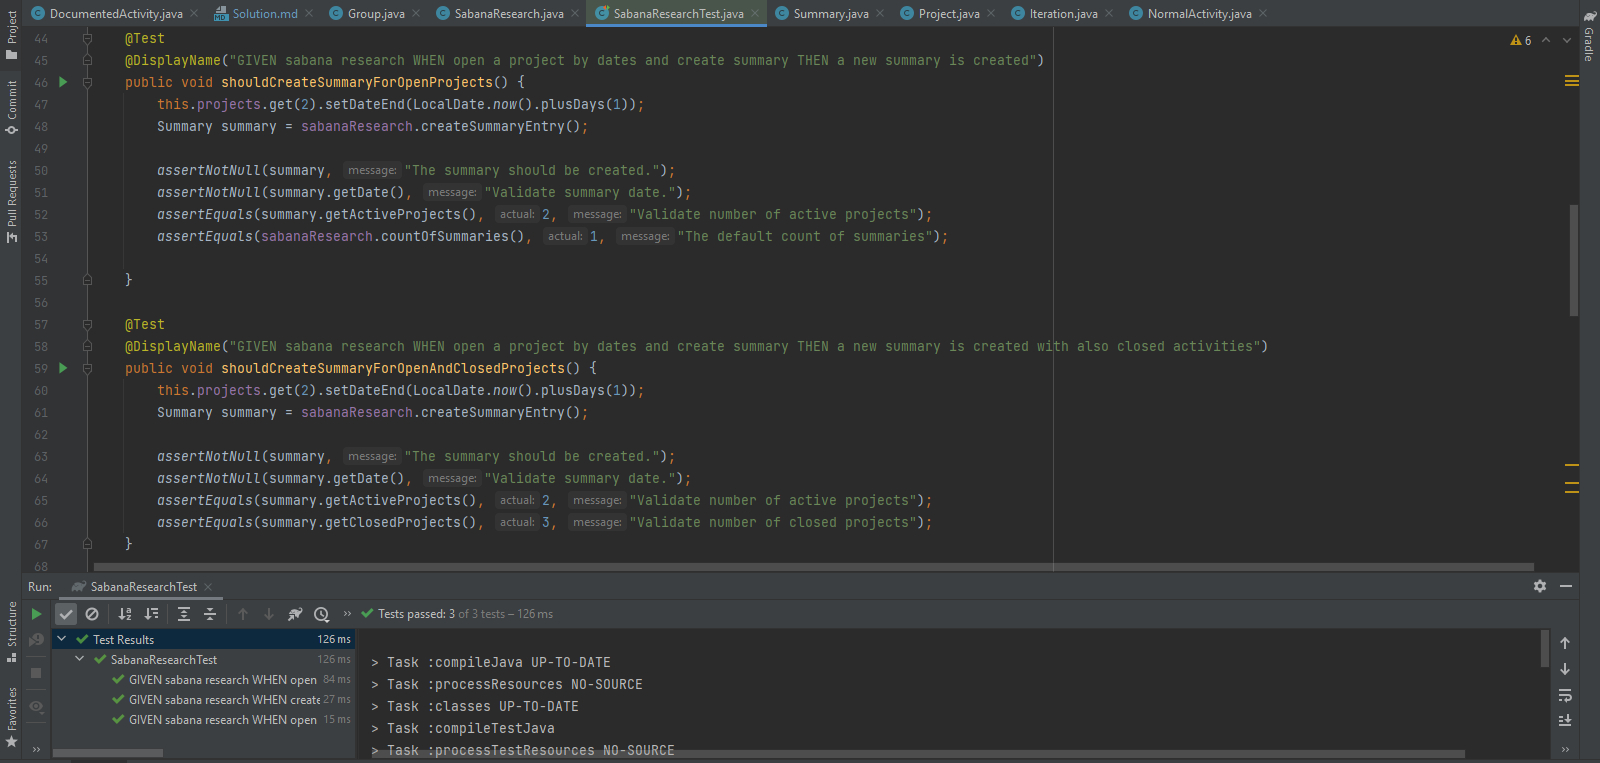 Project
Commit
Pull Requests
Structure
Favorites
Gradle
DocumentedActivity.java
Solution.md
Group.java
SabanaResearch.java
SabanaResearchTest.java
Summary.java
Project.java
Iteration.java
NormalActivity.java
6
44 @Test
45 @DisplayName("GIVEN sabana research WHEN open a project by dates and create summary THEN a new summary is created")
46 public void shouldCreateSummaryForOpenProjects() {
47 this.projects.get(2).setDateEnd(LocalDate.now().plusDays(1));
48 Summary summary = sabanaResearch.createSummaryEntry();
49
50 assertNotNull(summary, message: "The summary should be created.");
51 assertNotNull(summary.getDate(), message: "Validate summary date.");
52 assertEquals(summary.getActiveProjects(), actual: 2, message: "Validate number of active projects");
53 assertEquals(sabanaResearch.countOfSummaries(), actual: 1, message: "The default count of summaries");
54
55 }
56
57 @Test
58 @DisplayName("GIVEN sabana research WHEN open a project by dates and create summary THEN a new summary is created with also closed activities")
59 public void shouldCreateSummaryForOpenAndClosedProjects() {
60 this.projects.get(2).setDateEnd(LocalDate.now().plusDays(1));
61 Summary summary = sabanaResearch.createSummaryEntry();
62
63 assertNotNull(summary, message: "The summary should be created.");
64 assertNotNull(summary.getDate(), message: "Validate summary date.");
65 assertEquals(summary.getActiveProjects(), actual: 2, message: "Validate number of active projects");
66 assertEquals(summary.getClosedProjects(), actual: 3, message: "Validate number of closed projects");
67 }
68
Run: SabanaResearchTest
Tests passed: 3 of 3 tests – 126 ms
Test Results 126 ms
SabanaResearchTest 126 ms
GIVEN sabana research WHEN open 84 ms
GIVEN sabana research WHEN create 27 ms
GIVEN sabana research WHEN open 15 ms
> Task :compileJava UP-TO-DATE
> Task :processResources NO-SOURCE
> Task :classes UP-TO-DATE
> Task :compileTestJava
> Task :processTestResources NO-SOURCE